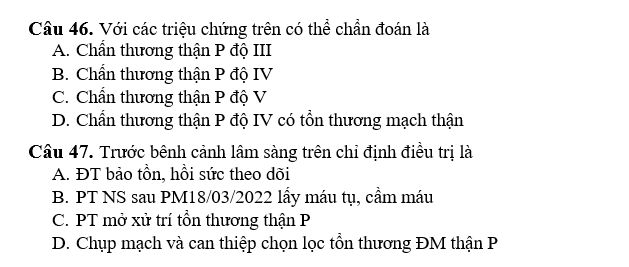 Câu 46. Với các triệu chứng trên có thể chẩn đoán là
A. Chấn thương thận P độ III
B. Chấn thương thận P độ IV
C. Chấn thương thận P độ V
D. Chấn thương thận P độ IV có tổn thương mạch thận
Câu 47. Trước bênh cảnh lâm sàng trên chỉ định điều trị là
A. ĐT bảo tồn, hồi sức theo dõi
B. PT NS sau PM18/03/2022 lấy máu tụ, cầm máu
C. PT mở xử trí tổn thương thận P
D. Chụp mạch và can thiệp chọn lọc tổn thương ĐM thận P